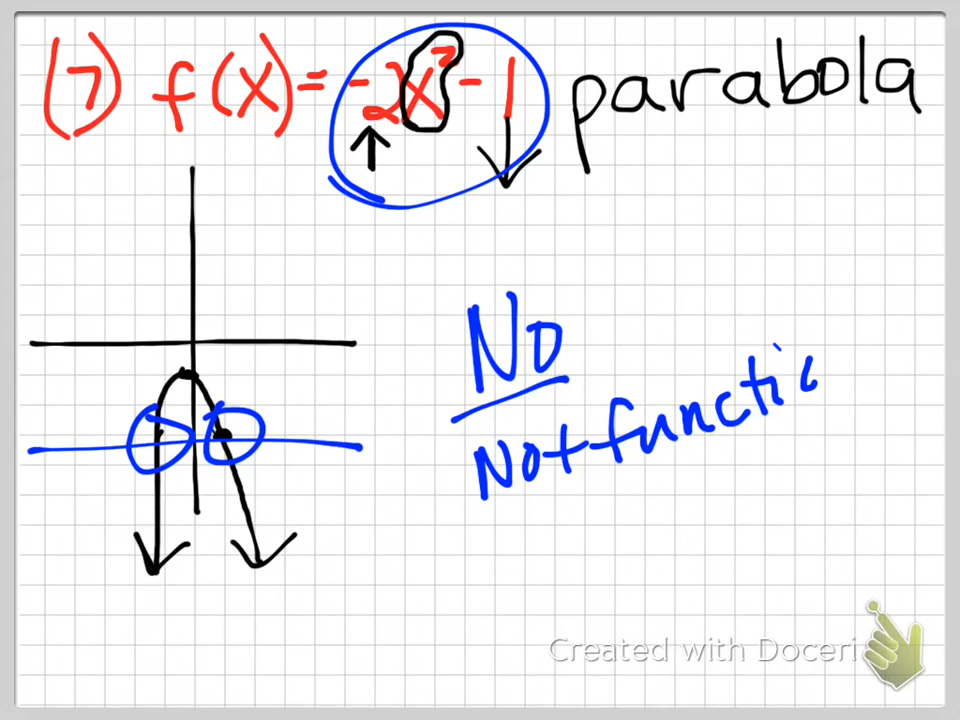 (7) f(x) = -2x² - 1 parabola
No
Not functi
Created with Doceri